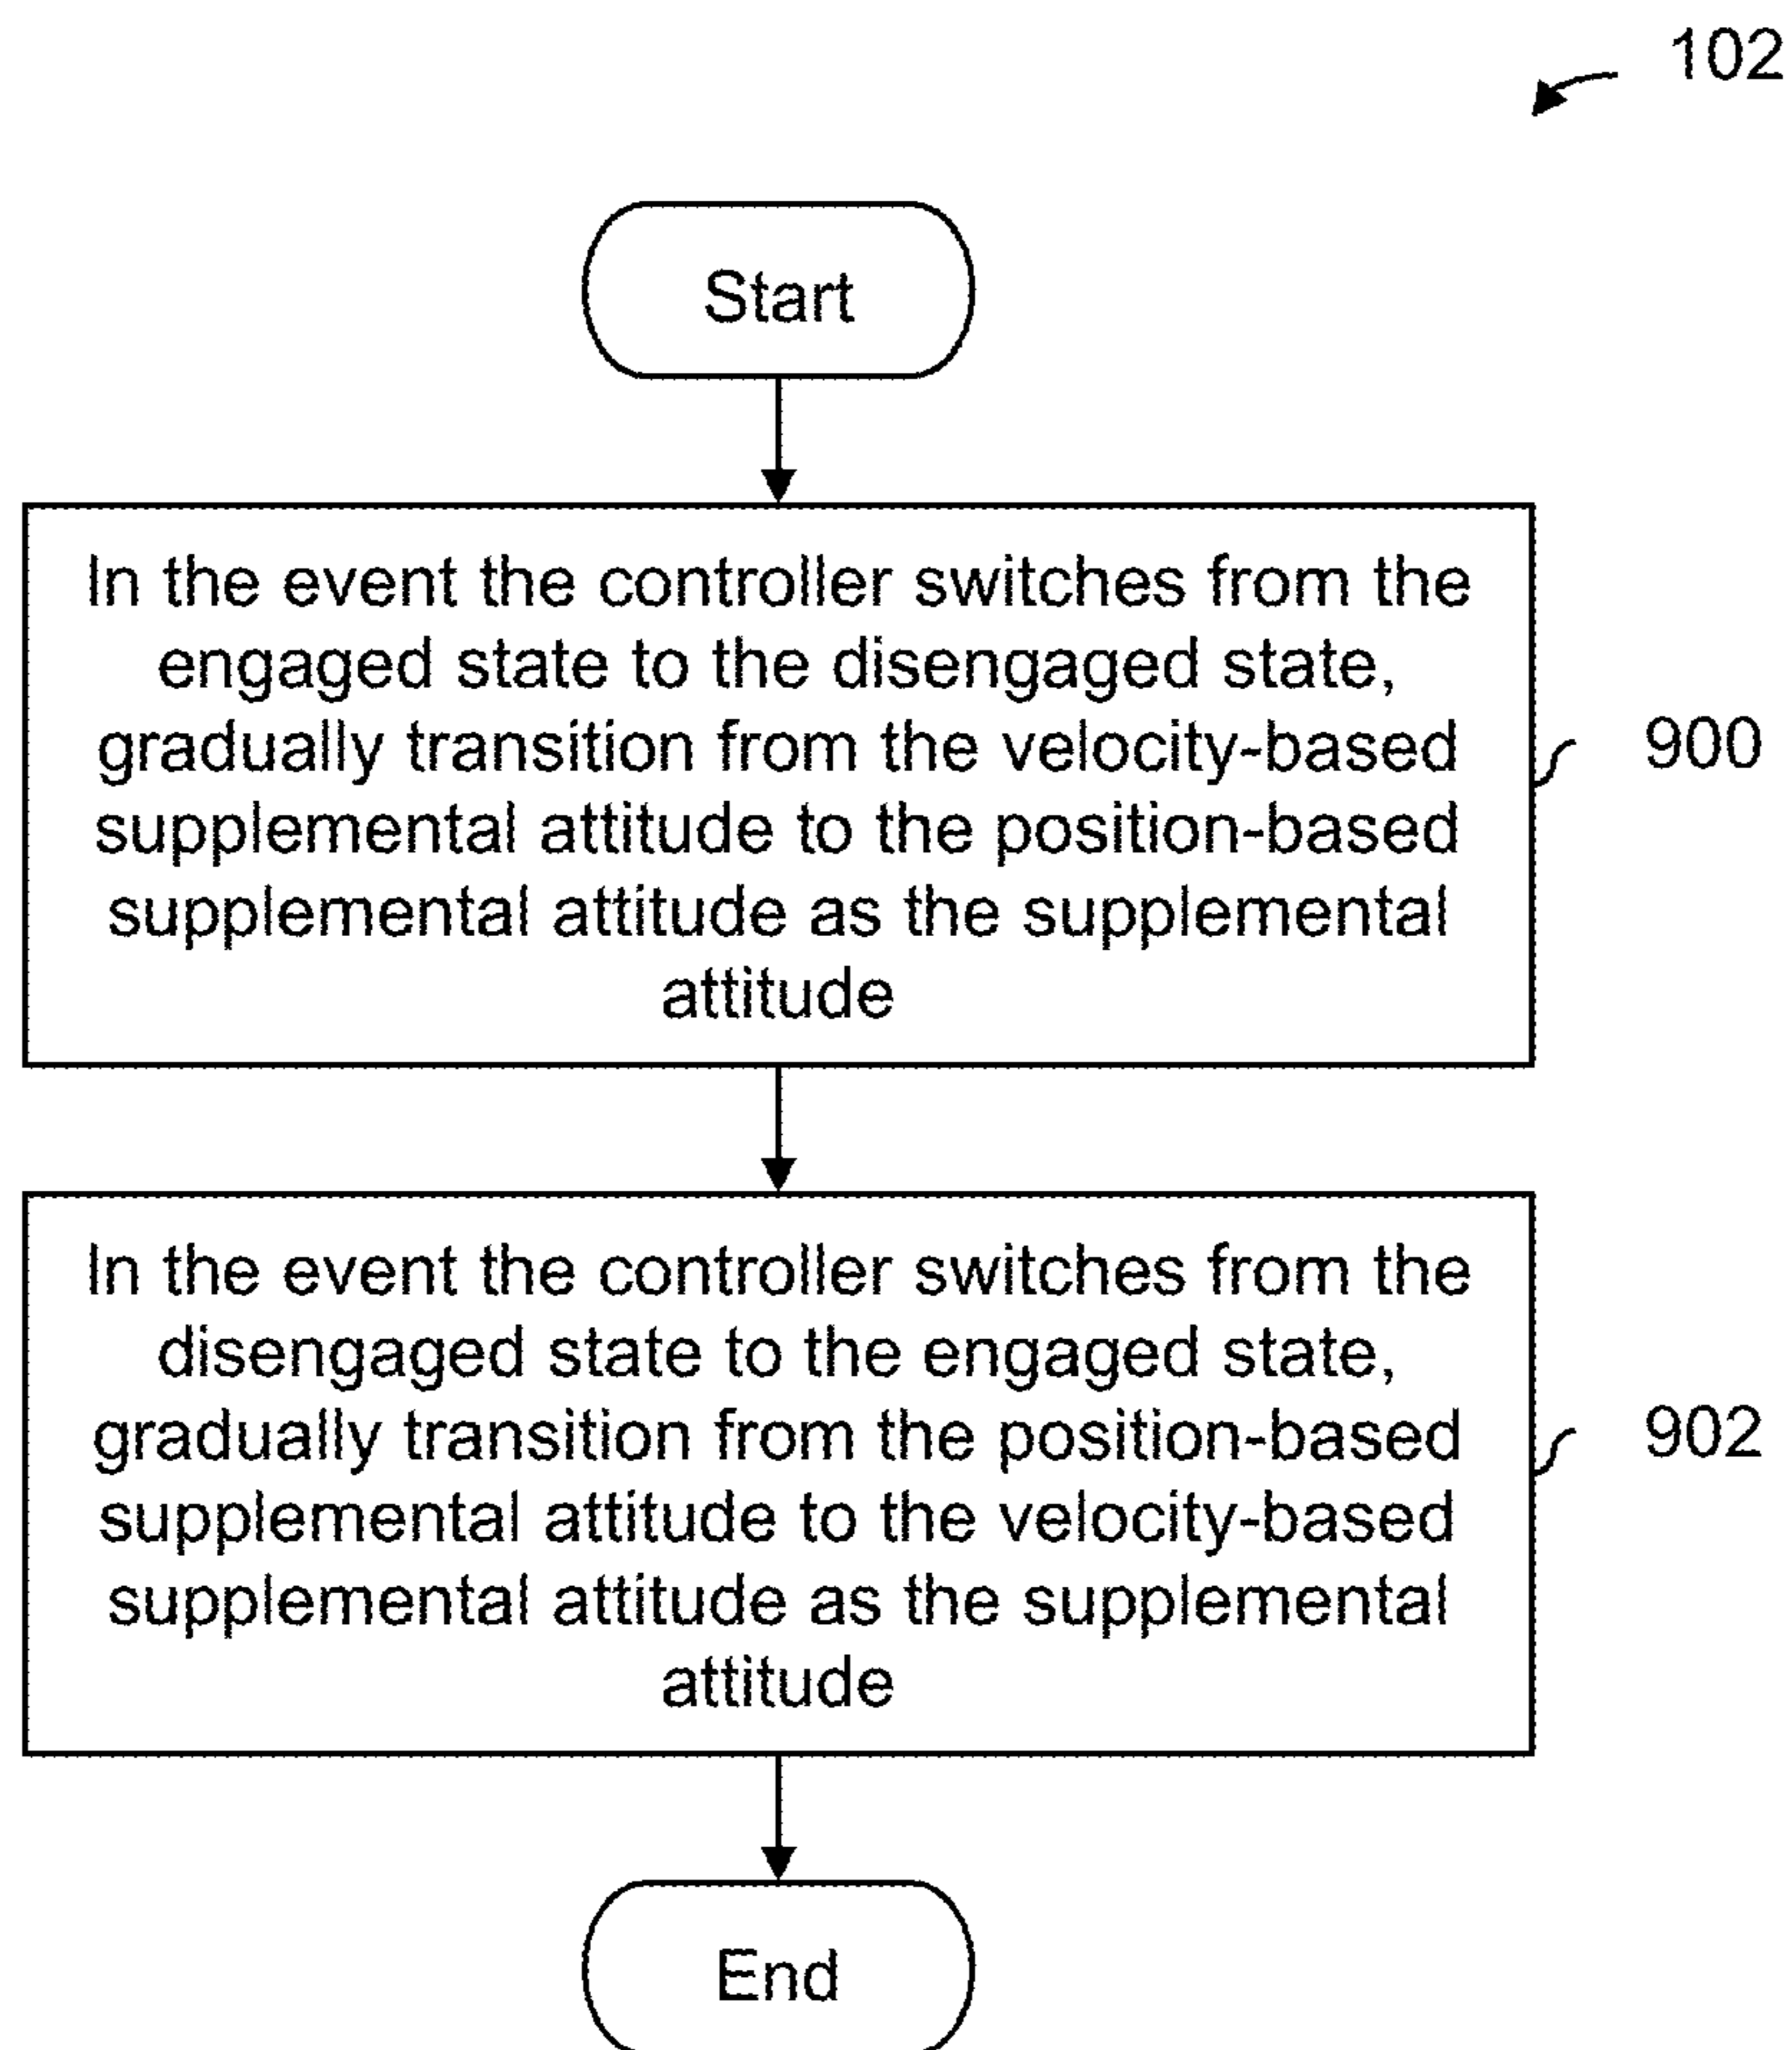 102
Start
In the event the controller switches from the
engaged state to the disengaged state,
gradually transition from the velocity-based
supplemental attitude to the position-based
supplemental attitude as the supplemental
attitude
900
In the event the controller switches from the
disengaged state to the engaged state,
gradually transition from the position-based
supplemental attitude to the velocity-based
supplemental attitude as the supplemental
attitude
902
End